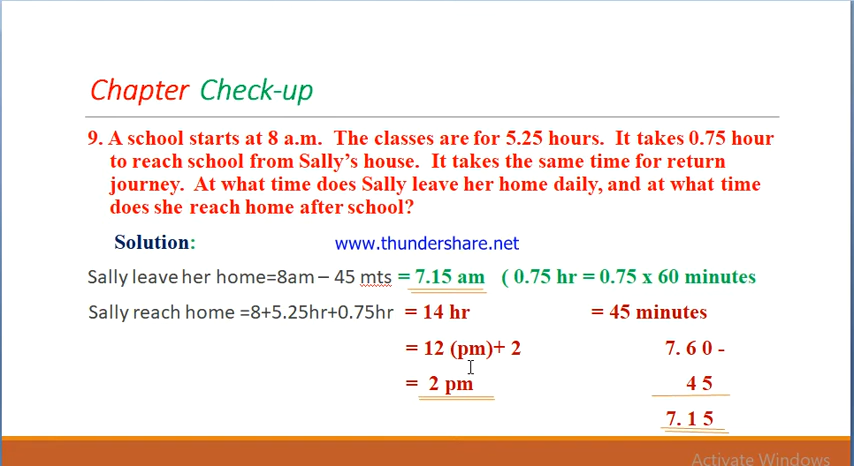 Chapter Check-up
9. A school starts at 8 a.m. The classes are for 5.25 hours. It takes 0.75 hour
to reach school from Sally's house. It takes the same time for return
journey. At what time does Sally leave her home daily, and at what time
does she reach home after school?
Solution: www.thundershare.net
Sally leave her home=8am – 45 mts = 7.15 am ( 0.75 hr = 0.75 x 60 minutes
Sally reach home =8+5.25hr+0.75hr = 14 hr = 45 minutes
= 12 (pm)+ 2 7. 6 0 -
= 2 pm 4 5
7. 1 5
Activate Windows